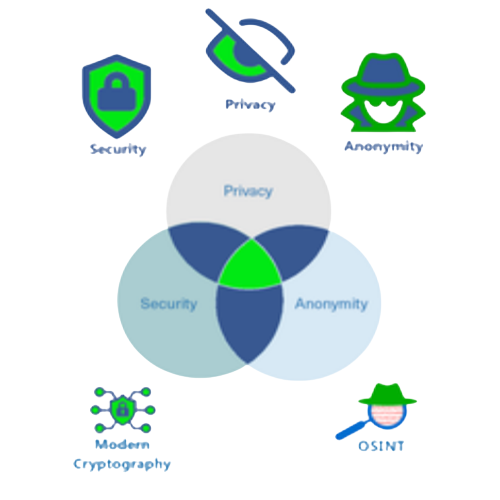 Privacy
Security
Anonymity
Privacy
Security
Anonymity
Modern
Cryptography
OSINT